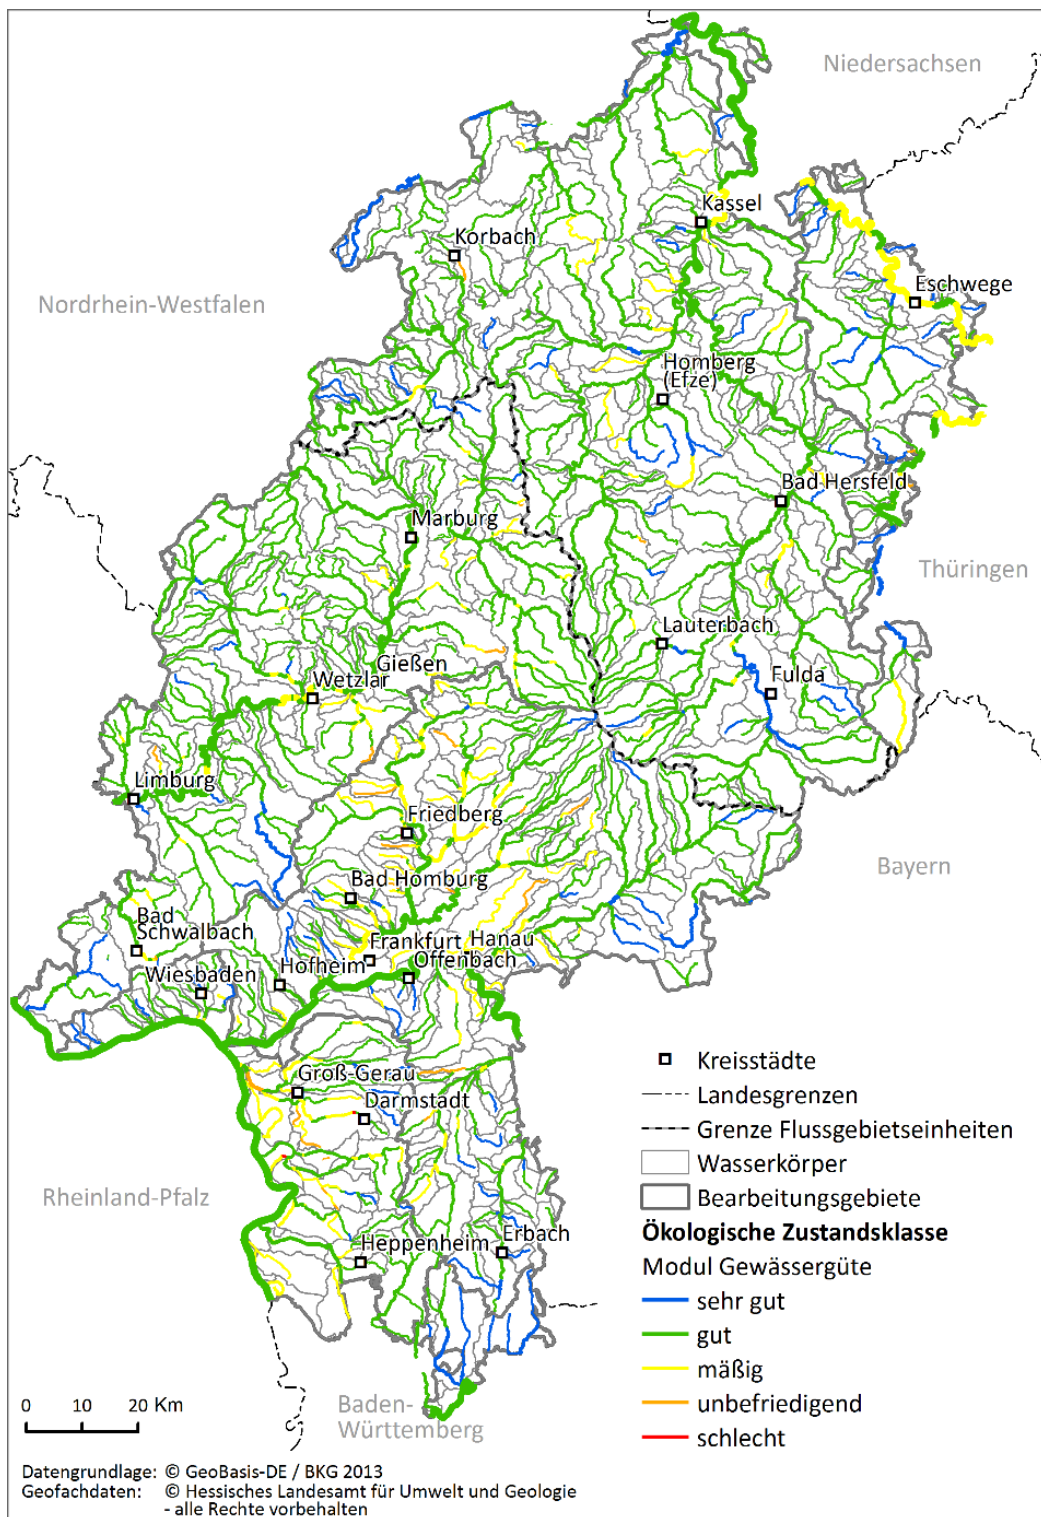 Niedersachsen
Kassel
Korbach
Nordrhein-Westfalen
Eschwege
Homberg
(Efze)
Bad Hersfeld
Marburg
Thüringen
Lauterbach
Gießen
Wetzlar
Fulda
Limburg
Friedberg
Bayern
Bad Homburg
Bad
Schwalbach
Frankfurt
Hanau
Offenbach
Hofheim
Wiesbaden
Groß-Gerau
Darmstadt
Rheinland-Pfalz
Heppenheim
Erbach
Baden-
Württemberg
Kreisstädte
Landesgrenzen
Grenze Flussgebietseinheiten
Wasserkörper
Bearbeitungsgebiete
Ökologische Zustandsklasse
Modul Gewässergüte
sehr gut
gut
mäßig
unbefriedigend
schlecht
0 10 20 Km
Datengrundlage: © GeoBasis-DE / BKG 2013
Geofachdaten: © Hessisches Landesamt für Umwelt und Geologie
- alle Rechte vorbehalten